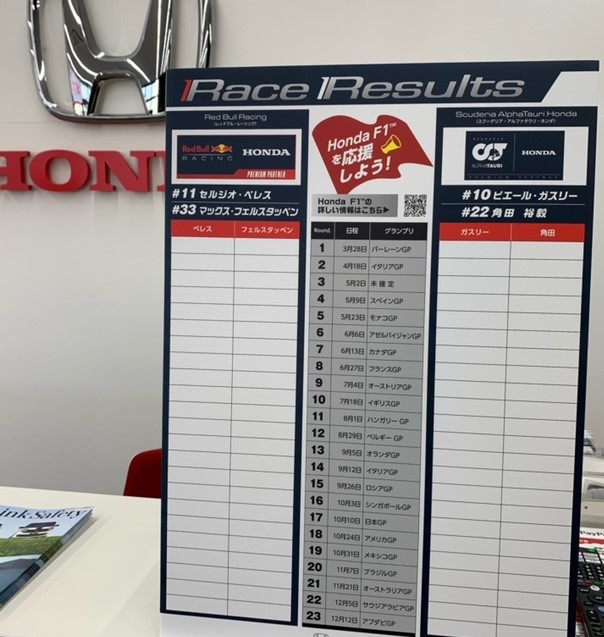 HON
Race Results
Red Bull Racing
(レッドブル・レーシング)
Red Bull
RACING
HONDA
PREMIUM PARTNER
#11 セルジオ・ペレス
#33 マックス・フェルスタッペン
ペレス フェルスタッペン
Honda F1™
を応援
しよう!
Honda F1™の
詳しい情報はこちら▶
Round. 日程 グランプリ
1 3月28日 バーレーンGP
2 4月18日 イタリアGP
3 5月2日 未確定
4 5月9日 スペインGP
5 5月23日 モナコGP
6 6月6日 アゼルバイジャンGP
7 6月13日 カナダGP
8 6月27日 フランスGP
9 7月4日 オーストリアGP
10 7月18日 イギリスGP
11 8月1日 ハンガリーGP
12 8月29日 ベルギーGP
13 9月5日 オランダGP
14 9月12日 イタリアGP
15 9月26日 ロシアGP
16 10月3日 シンガポールGP
17 10月10日 日本GP
18 10月24日 アメリカGP
19 10月31日 メキシコGP
20 11月7日 ブラジルGP
21 11月21日 オーストラリアGP
22 12月5日 サウジアラビアGP
23 12月12日 アブダビGP
Scuderia AlphaTauri Honda
(スクーデリア・アルファタウリ・ホンダ)
ALPHATAURI
HONDA
#10 ピエール・ガスリー
#22 角田 裕毅
ガスリー 角田
ink Safety
PayP